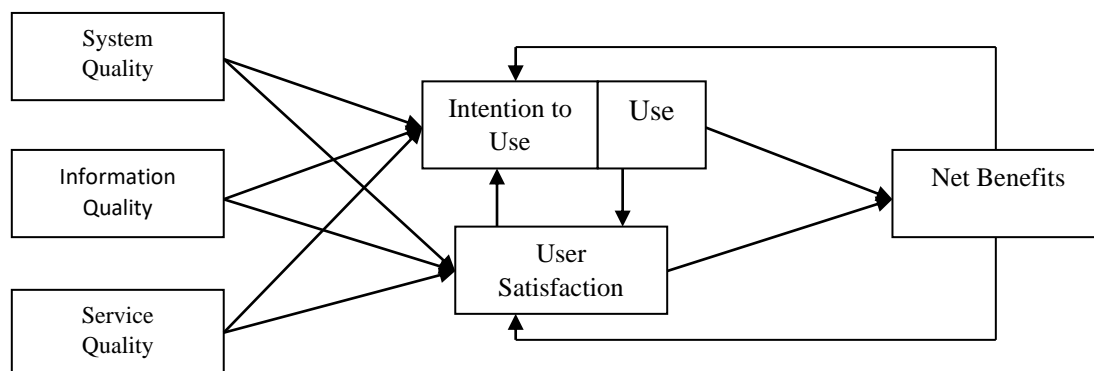 System
Quality
Intention to
Use
Use
Information
Quality
Net Benefits
User
Satisfaction
Service
Quality